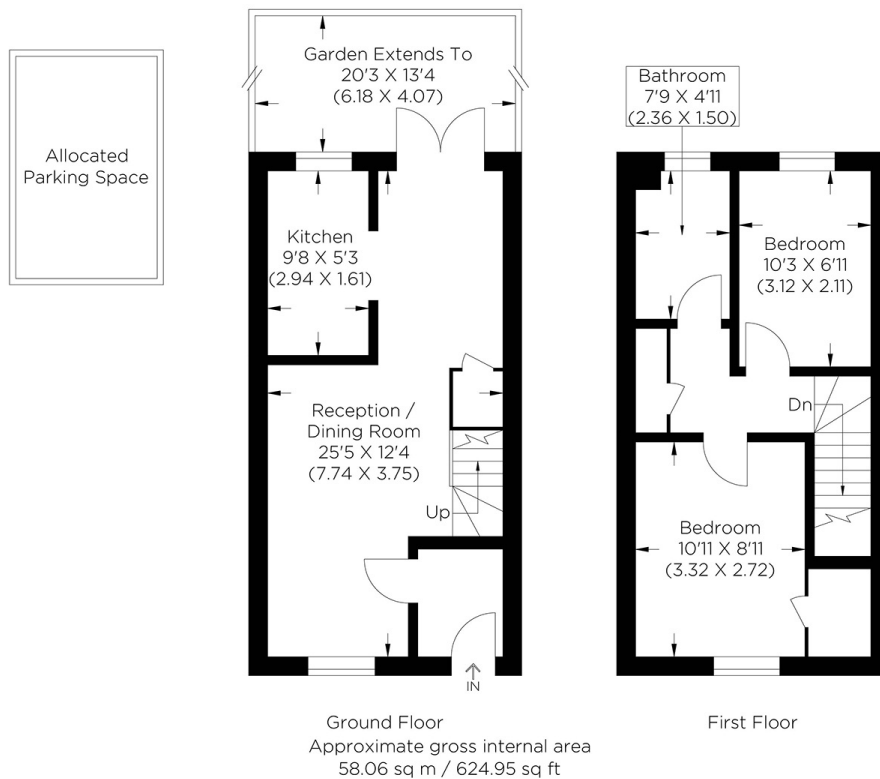 Garden Extends To
20'3 X 13'4
(6.18 X 4.07)
Bathroom
7'9 X 4'11
(2.36 X 1.50)
Allocated
Parking Space
Kitchen
9'8 X 5'3
(2.94 X 1.61)
Bedroom
10'3 X 6'11
(3.12 X 2.11)
Reception /
Dining Room
25'5 X 12'4
(7.74 X 3.75)
Up
Dn
Bedroom
10'11 X 8'11
(3.32 X 2.72)
IN
Ground Floor
First Floor
Approximate gross internal area
58.06 sq m / 624.95 sq ft